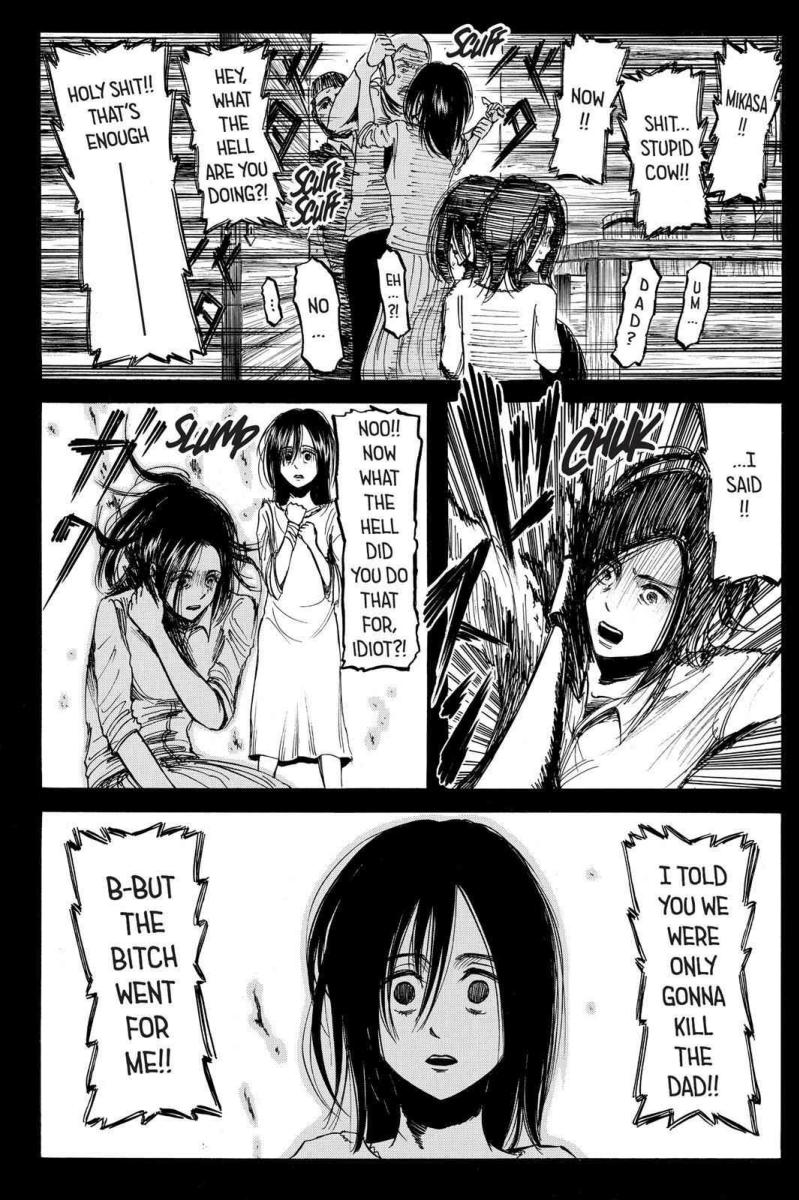 MIKASA
!!
SHIT...
STUPID
COW!!
NOW
!!
SCUFF
UM
...
DAD?
EH
...?!
NO
...
...
HEY,
WHAT
THE
HELL
ARE YOU
DOING?!
SCUFF
SCUFF
HOLY SHIT!!
THAT'S
ENOUGH
—
...I
SAID
!!
CHUK
NOO!!
NOW
WHAT
THE
HELL
DID
YOU DO
THAT
FOR,
IDIOT?!
SLUMP
I TOLD
YOU WE
WERE
ONLY
GONNA
KILL
THE
DAD!!
B-BUT
THE
BITCH
WENT
FOR
ME!!